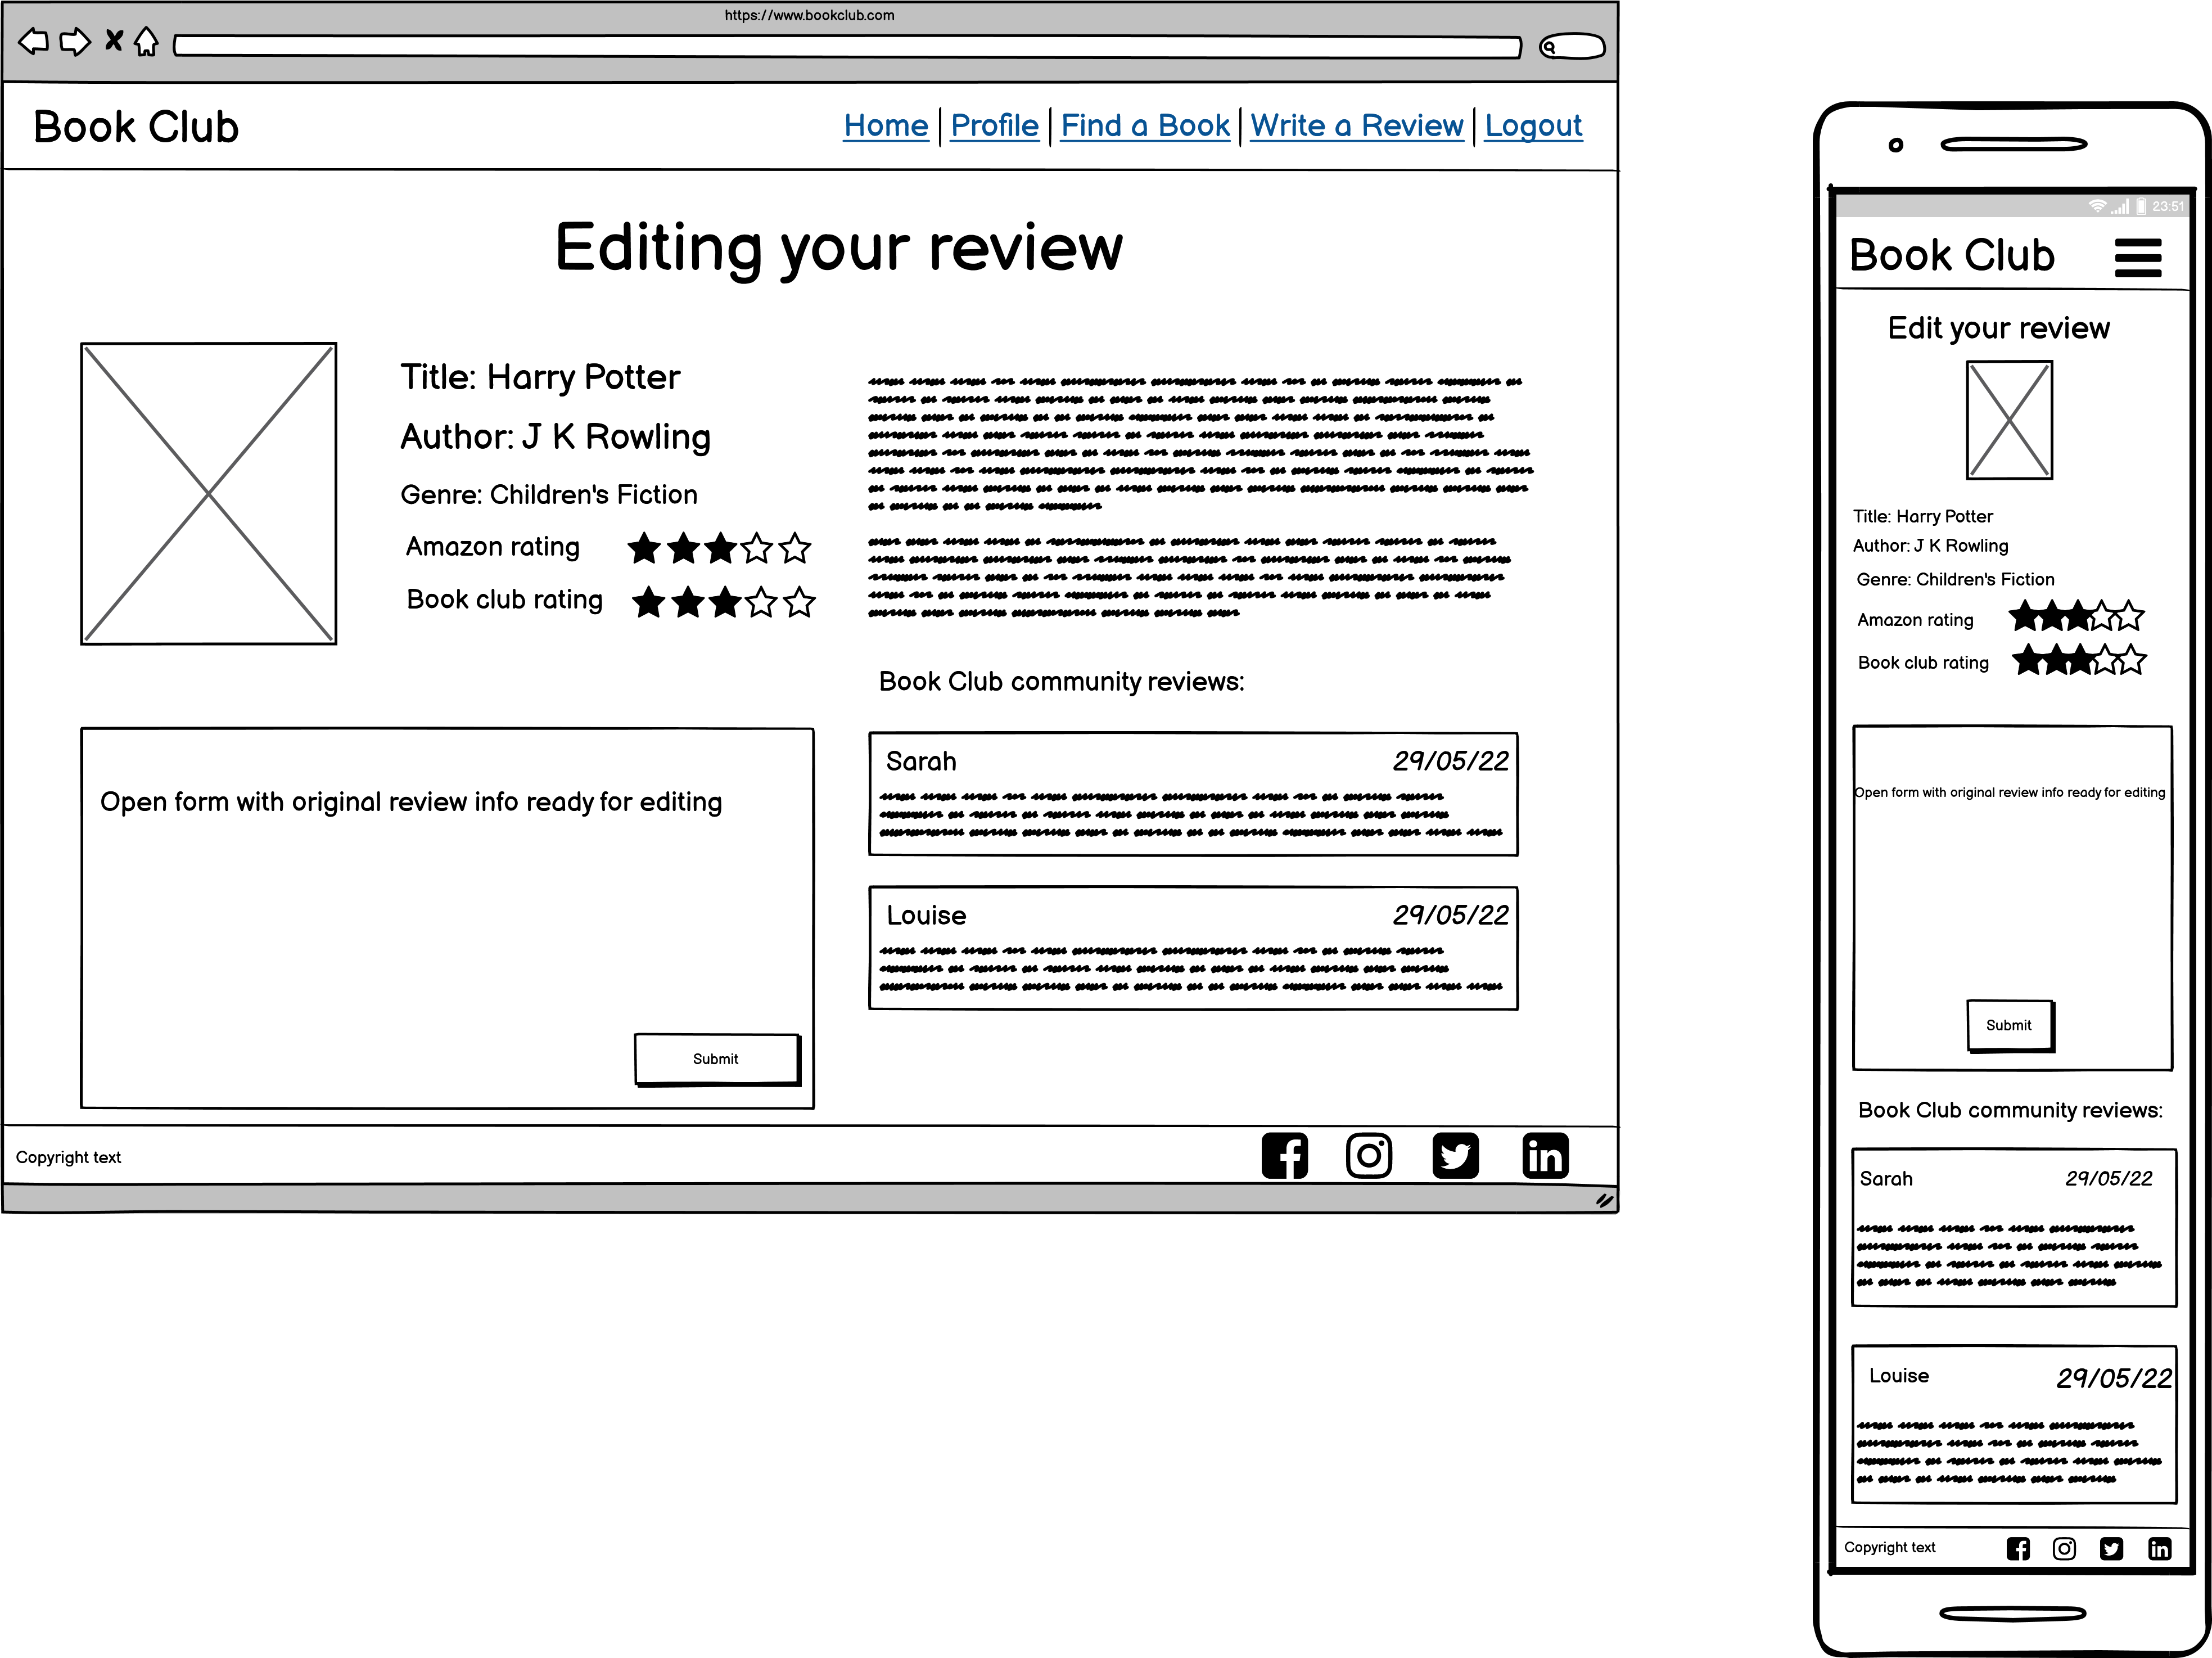 https://www.bookclub.com
Book Club
Home | Profile | Find a Book | Write a Review | Logout
Editing your review
Title: Harry Potter
Author: J K Rowling
Genre: Children's Fiction
Amazon rating
Book club rating
Book Club community reviews:
Open form with original review info ready for editing
Submit
Sarah 29/05/22
Louise 29/05/22
Copyright text
23:51
Book Club
Edit your review
Title: Harry Potter
Author: J K Rowling
Genre: Children's Fiction
Amazon rating
Book club rating
Open form with original review info ready for editing
Submit
Book Club community reviews:
Sarah 29/05/22
Louise 29/05/22
Copyright text